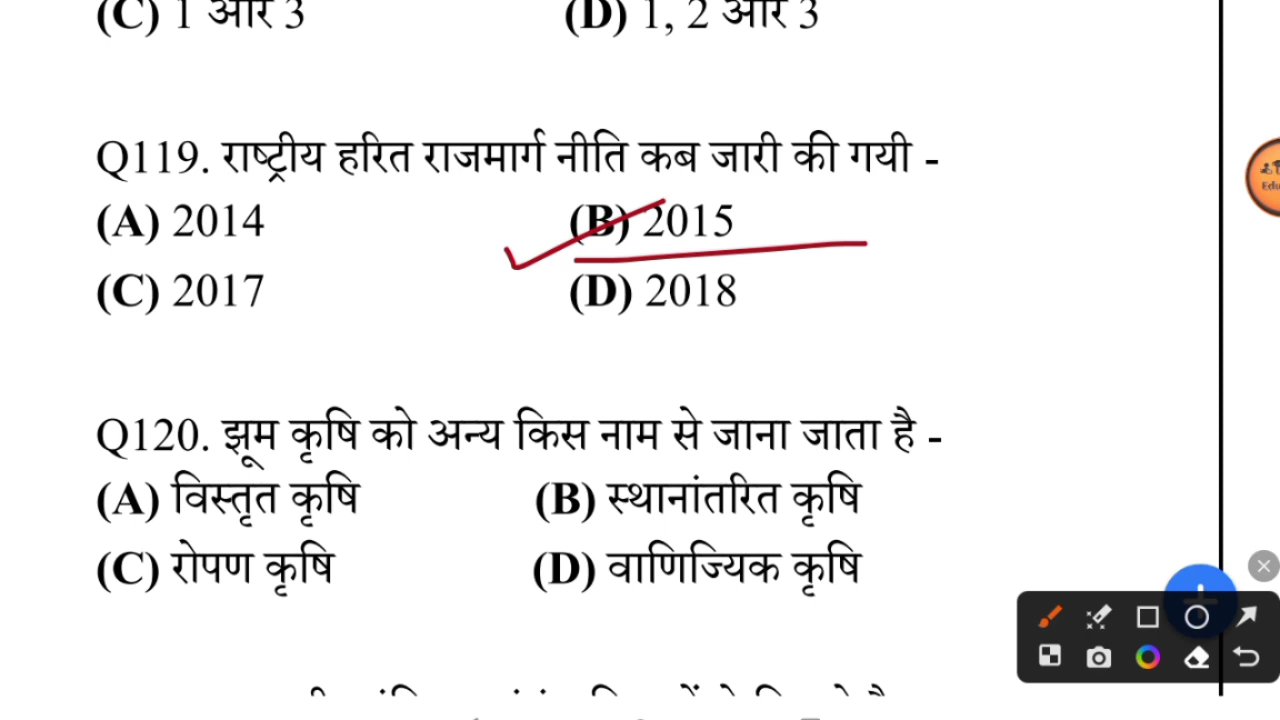 (C) 1 और 3 (D) 1, 2 और 3
Q119. राष्ट्रीय हरित राजमार्ग नीति कब जारी की गयी -
(A) 2014 (B) 2015
(C) 2017 (D) 2018
Q120. झूम कृषि को अन्य किस नाम से जाना जाता है -
(A) विस्तृत कृषि (B) स्थानांतरित कृषि
(C) रोपण कृषि (D) वाणिज्यिक कृषि